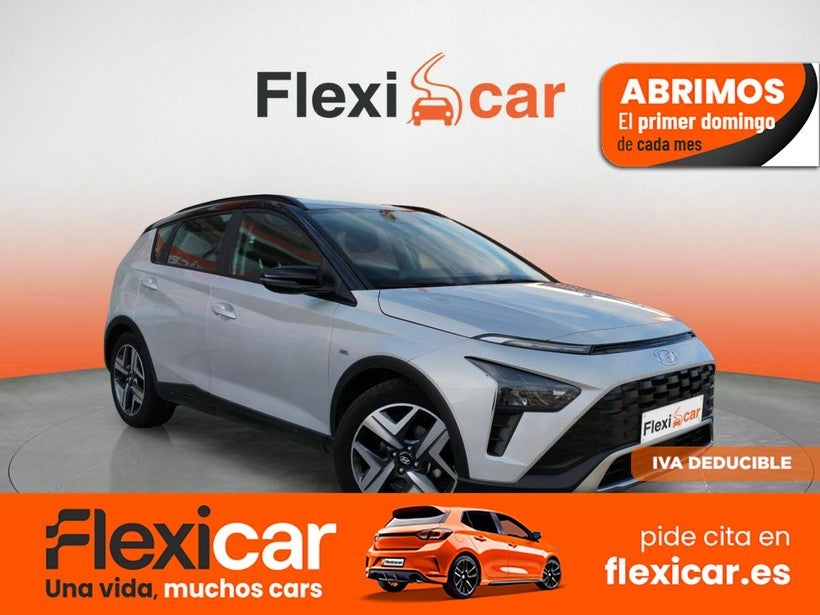 Flexicar
ABRIMOS
El primer domingo
de cada mes
Flexicar
IVA DEDUCIBLE
Flexicar
Una vida, muchos cars
pide cita en
flexicar.es